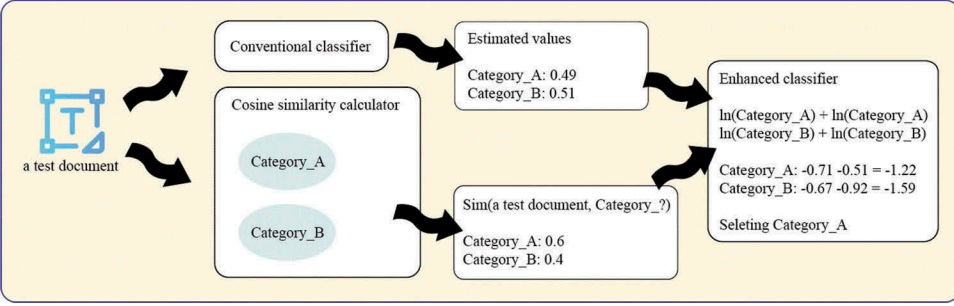 T
a test document
Conventional classifier
Cosine similarity calculator
Category_A
Category_B
Estimated values
Category_A: 0.49
Category_B: 0.51
Sim(a test document, Category_?)
Category_A: 0.6
Category_B: 0.4
Enhanced classifier
ln(Category_A) + ln(Category_A)
ln(Category_B) + ln(Category_B)
Category_A: -0.71 -0.51 = -1.22
Category_B: -0.67 -0.92 = -1.59
Seleting Category_A